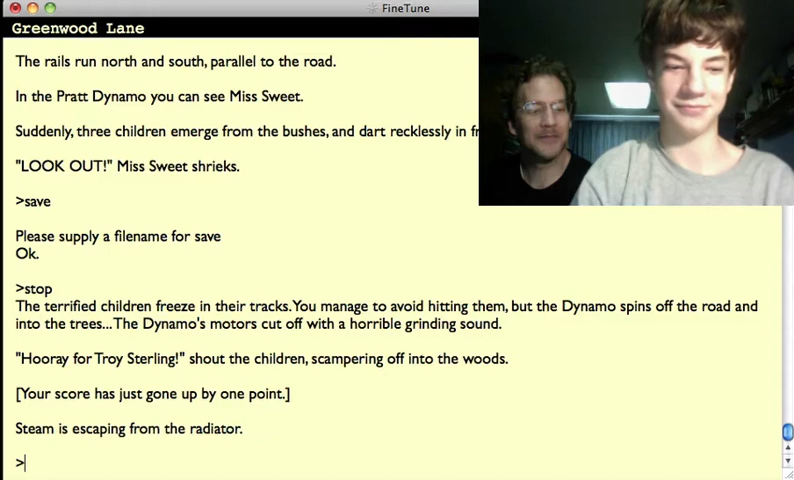 FineTune
Greenwood Lane
The rails run north and south, parallel to the road.
In the Pratt Dynamo you can see Miss Sweet.
Suddenly, three children emerge from the bushes, and dart recklessly in
"LOOK OUT!" Miss Sweet shrieks.
>save
Please supply a filename for save
Ok.
>stop
The terrified children freeze in their tracks. You manage to avoid hitting them, but the Dynamo spins off the road and
into the trees... The Dynamo's motors cut off with a horrible grinding sound.
"Hooray for Troy Sterling!" shout the children, scampering off into the woods.
[Your score has just gone up by one point.]
Steam is escaping from the radiator.
>